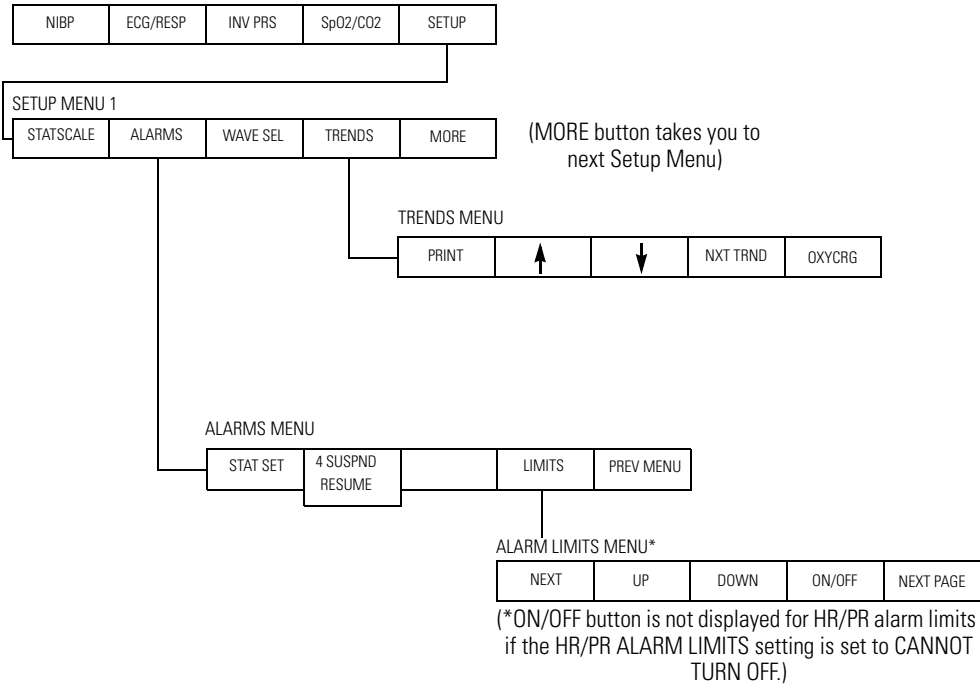 NIBP ECG/RESP INV PRS SpO2/CO2 SETUP
SETUP MENU 1
STATSCALE ALARMS WAVE SEL TRENDS MORE
(MORE button takes you to
next Setup Menu)
TRENDS MENU
PRINT NXT TRND OXYCRG
ALARMS MENU
STAT SET 4 SUSPND LIMITS PREV MENU
RESUME
ALARM LIMITS MENU*
NEXT UP DOWN ON/OFF NEXT PAGE
(*ON/OFF button is not displayed for HR/PR alarm limits
if the HR/PR ALARM LIMITS setting is set to CANNOT
TURN OFF.)